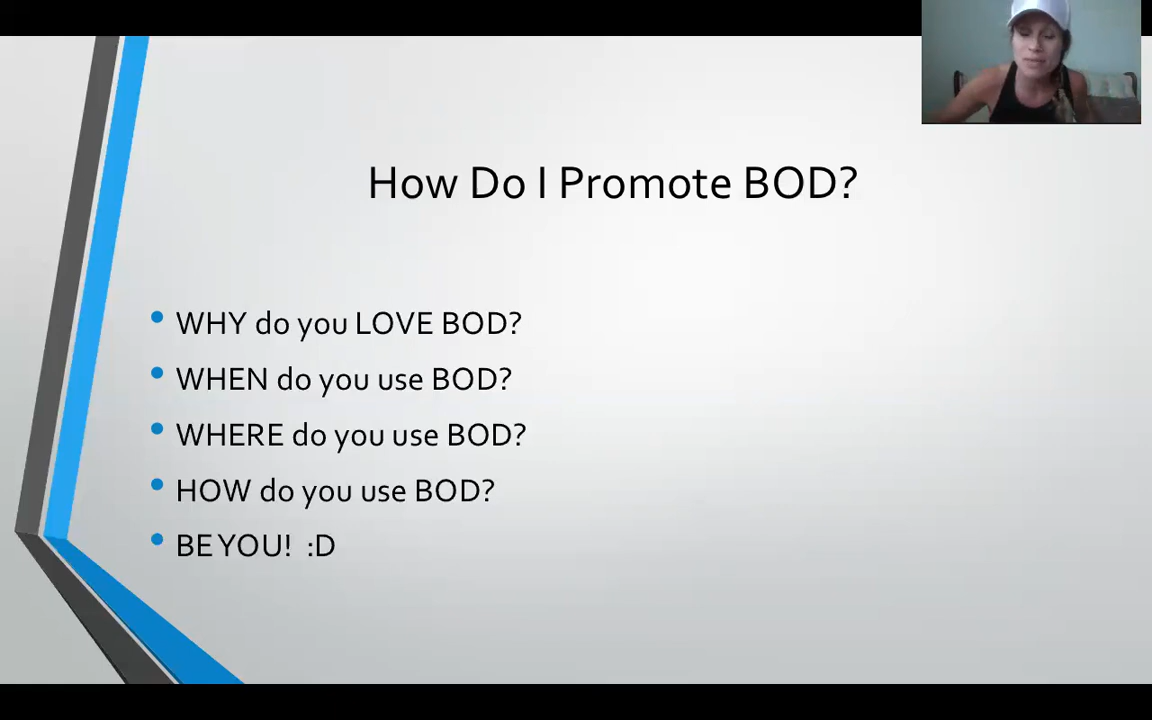 How Do I Promote BOD?
WHY do you LOVE BOD?
WHEN do you use BOD?
WHERE do you use BOD?
HOW do you use BOD?
BE YOU! :D